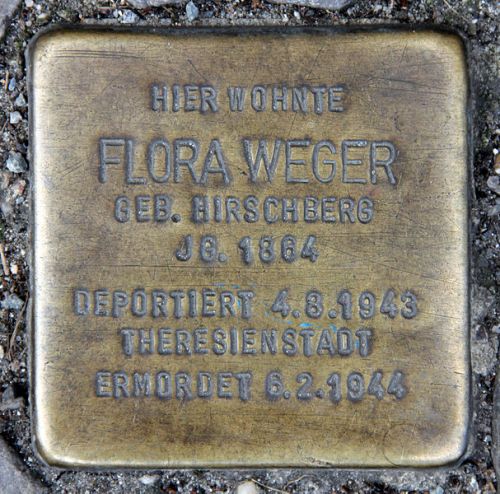 HIER WOHNTE
FLORA WEGER
GEB. HIRSCHBERG
JG. 1864
DEPORTIERT 4.8.1943
THERESIENSTADT
ERMORDET 6.2.1944